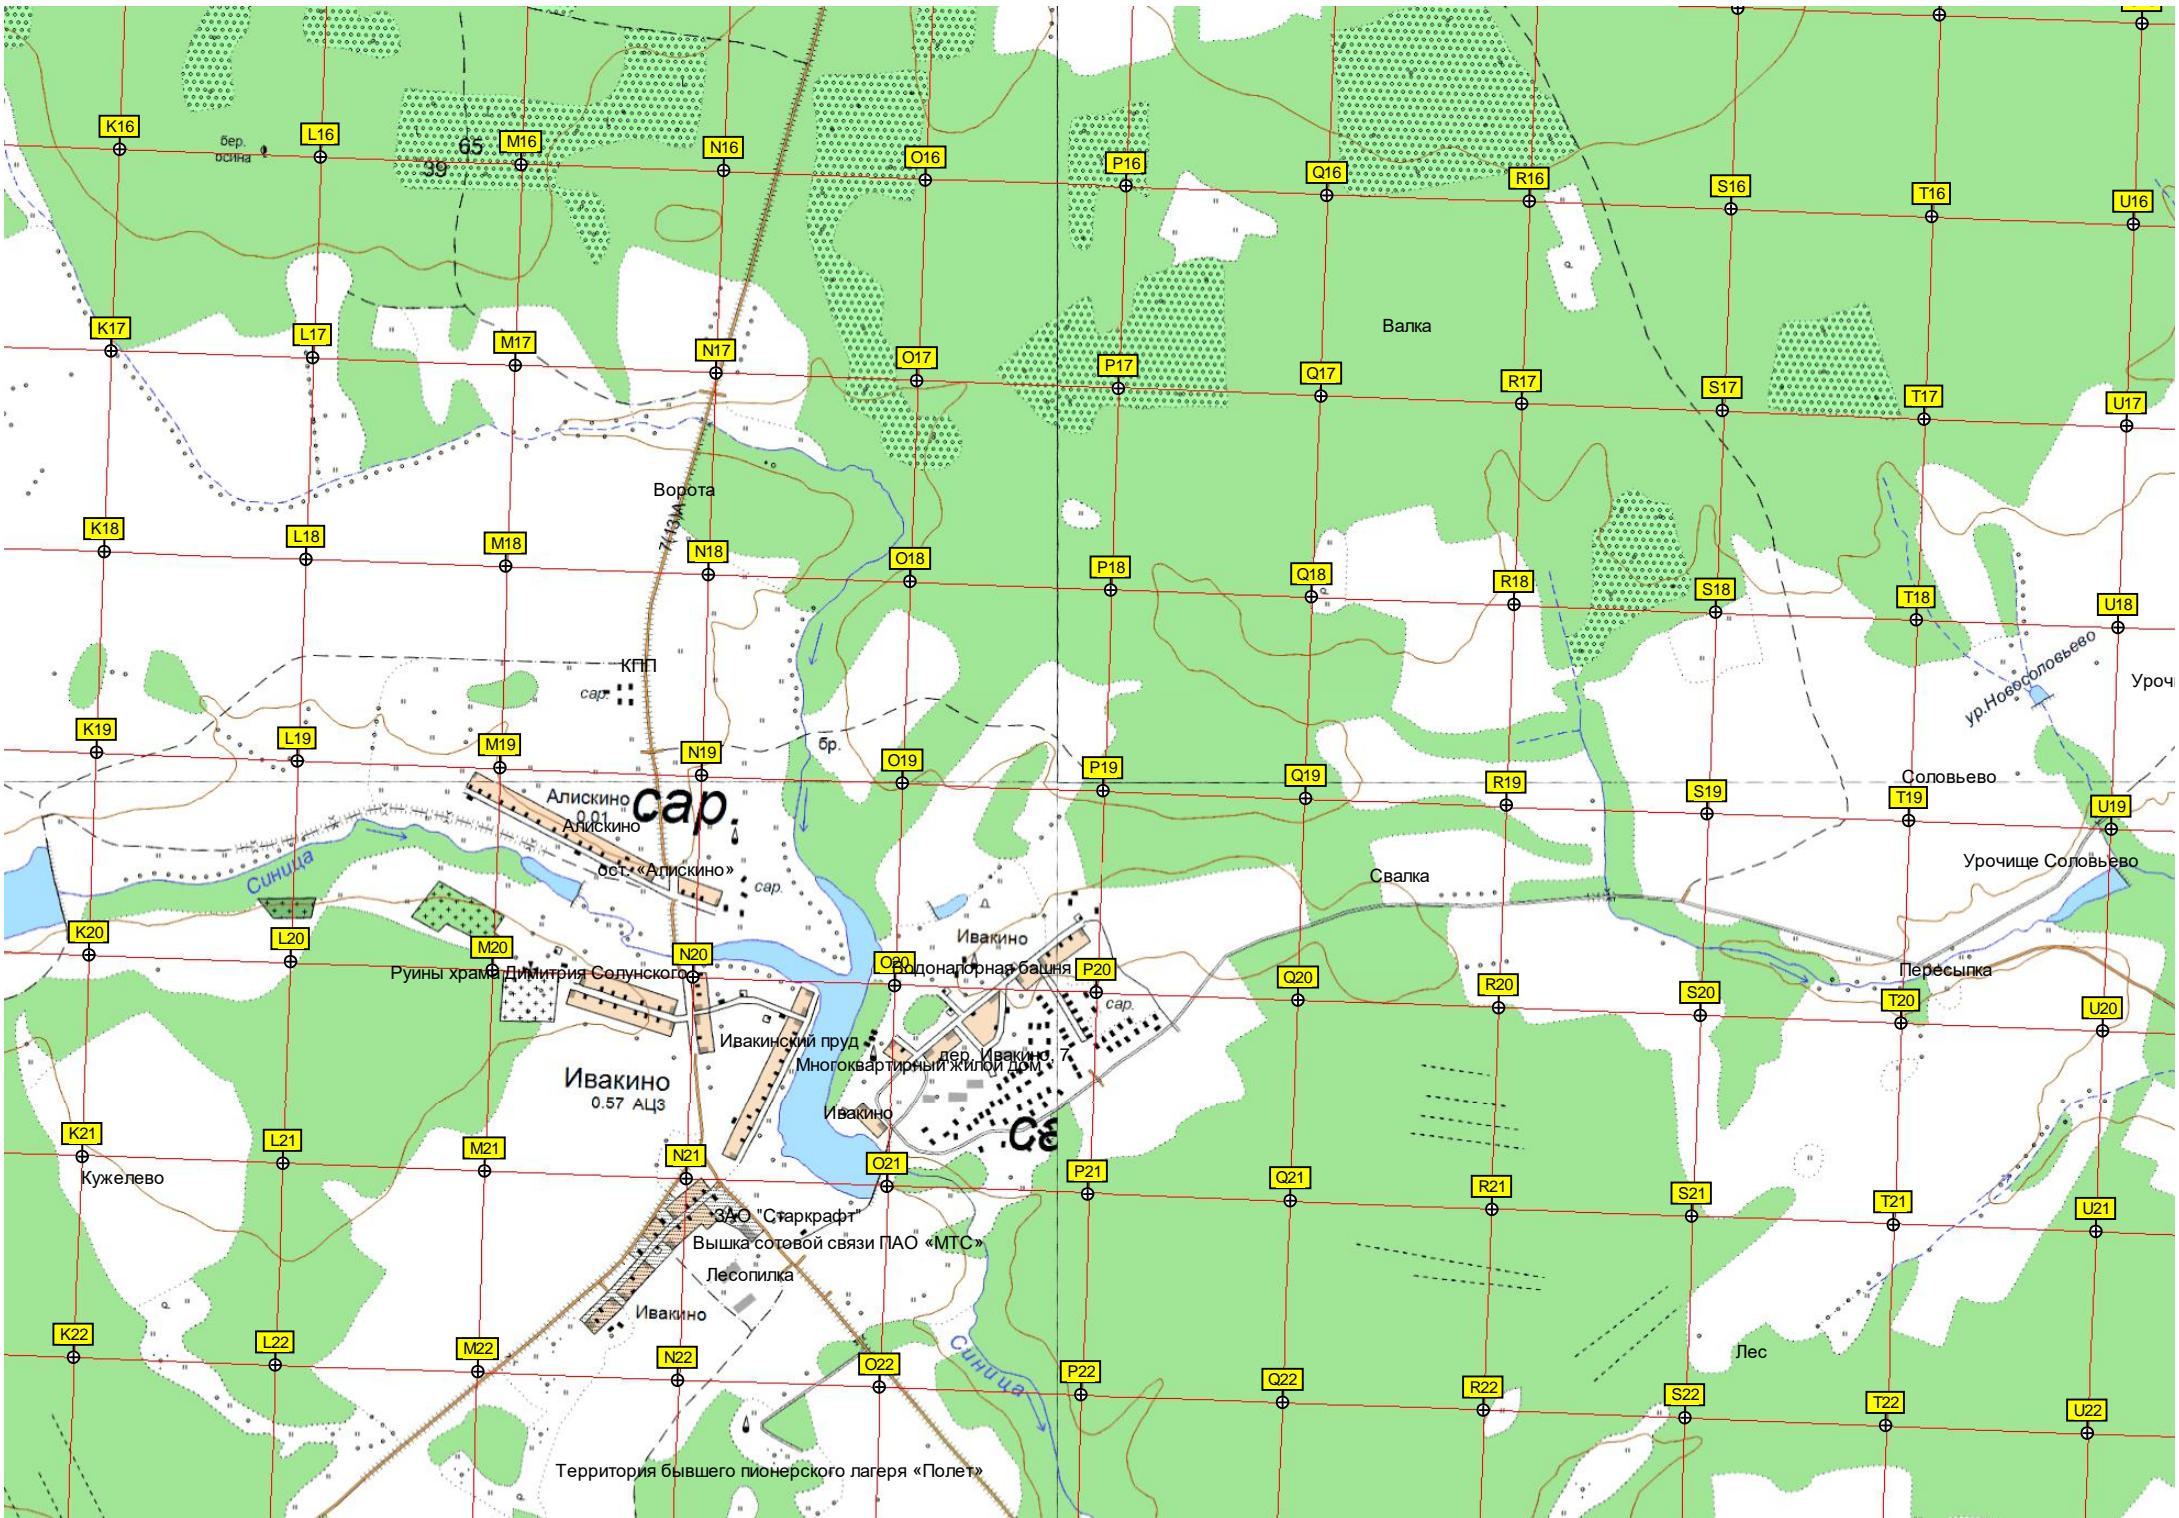 K16
L16
M16
N16
O16
P16
Q16
R16
S16
T16
U16
бер.
осина
65
99
Валка
K17
L17
M17
N17
O17
P17
Q17
R17
S17
T17
U17
Ворота
7(13)А
K18
L18
M18
N18
O18
P18
Q18
R18
S18
T18
U18
ур.Новосоловьево
КПП
сар.
Уроч
бр.
K19
L19
M19
N19
O19
P19
Q19
R19
S19
T19
U19
Соловьево
Алискино
0.01
сар.
Алискино
ост. «Алискино»
сар.
Синица
Свалка
Урочище Соловьево
K20
L20
M20
N20
O20
P20
Q20
R20
S20
T20
U20
Ивакино
Водонапорная башня
Руины храма Димитрия Солунского
Пересыпка
сар.
Ивакинский пруд
дер. Ивакино, 7
Многоквартирный жилой дом
Ивакино
0.57 АЦЗ
Ивакино
са
K21
L21
M21
N21
O21
P21
Q21
R21
S21
T21
U21
Кужелево
ЗАО "Старкрафт"
Вышка сотовой связи ПАО «МТС»
Лесопилка
Ивакино
Синица
Лес
K22
L22
M22
N22
O22
P22
Q22
R22
S22
T22
U22
Территория бывшего пионерского лагеря «Полет»